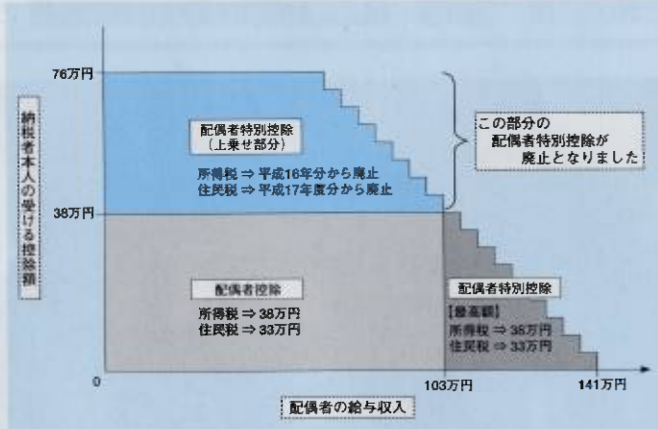 76万円
38万円
0
納税者本人の受ける控除額
配偶者特別控除
(上乗せ部分)
所得税 ⇒ 平成16年分から廃止
住民税 ⇒ 平成17年度分から廃止
この部分の
配偶者特別控除が
廃止となりました
配偶者控除
所得税 ⇒ 38万円
住民税 ⇒ 33万円
配偶者特別控除
【最高額】
所得税 ⇒ 38万円
住民税 ⇒ 33万円
103万円
141万円
配偶者の給与収入